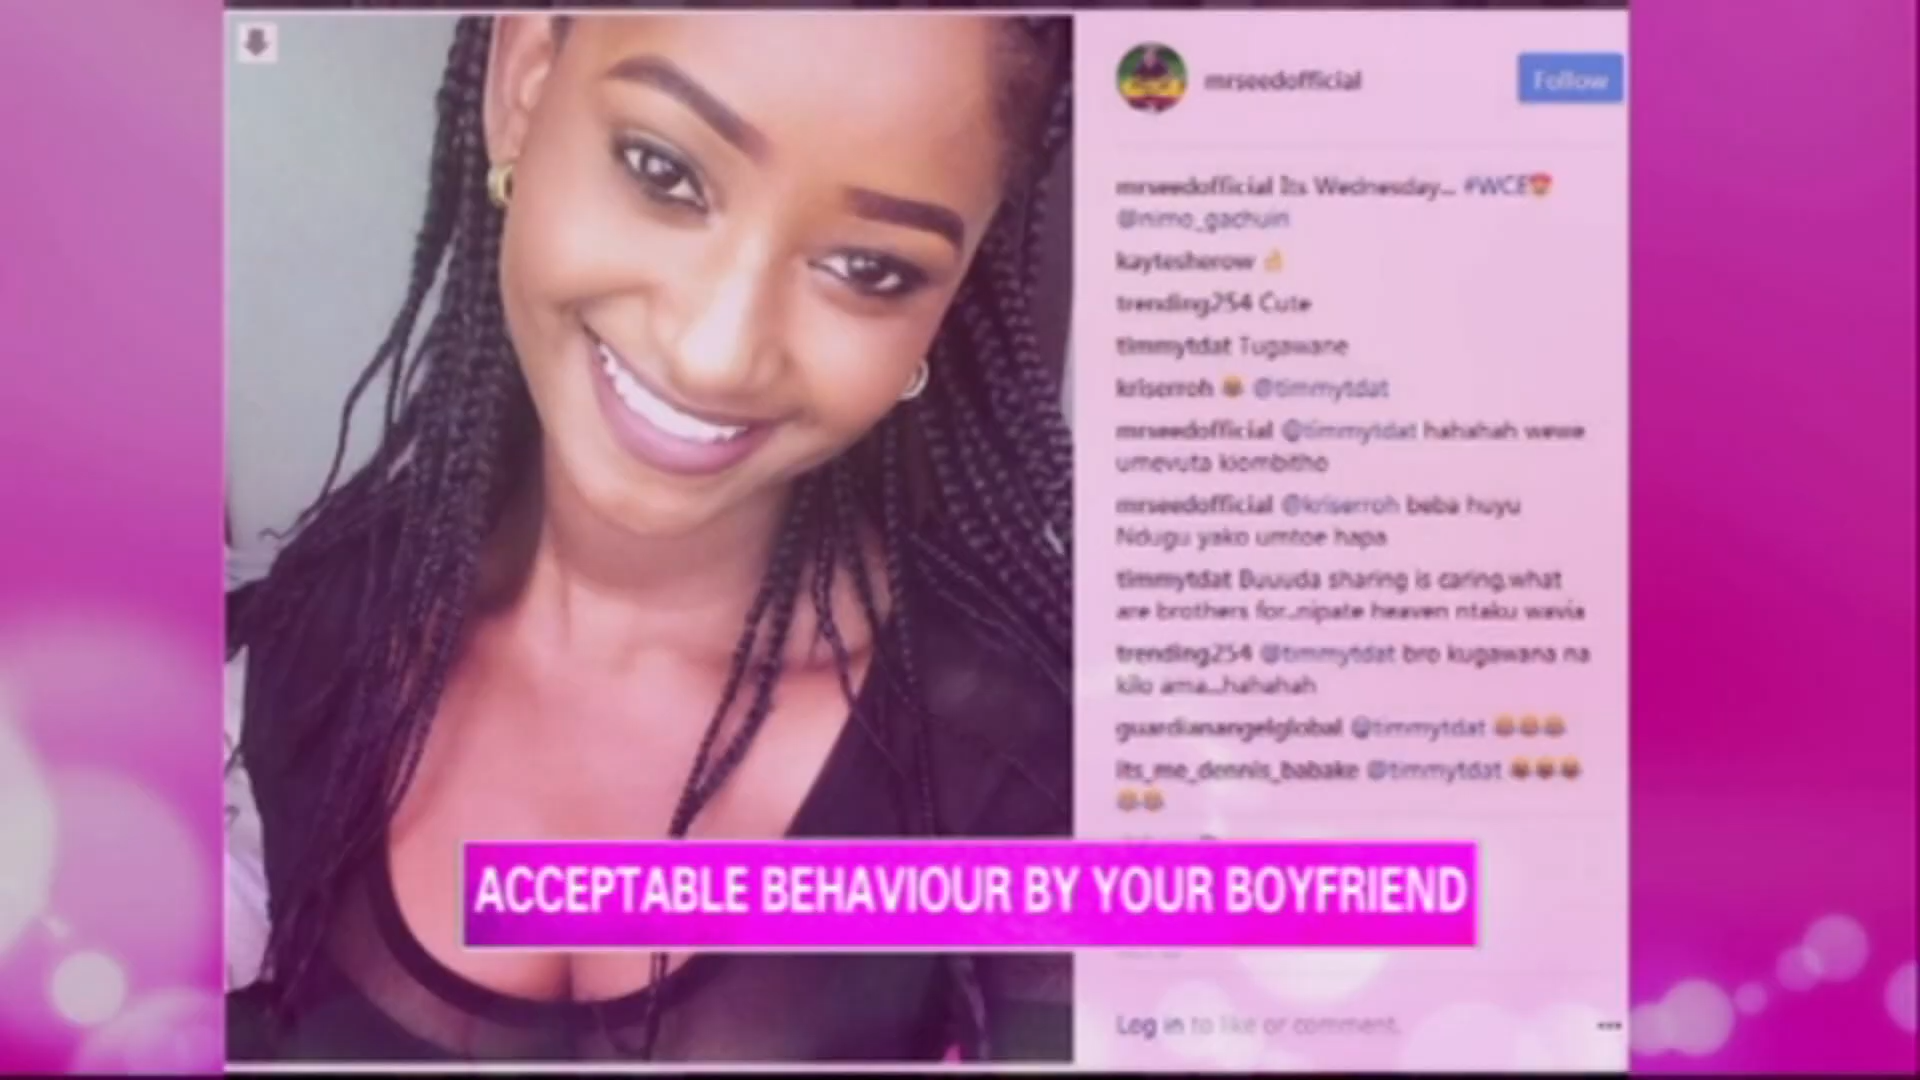 mrseedofficial
Follow
mrseedofficial Its Wednesday... #WCE
@nimo_gachuiri
kaytesherow
trending254 Cute
timmytdat Tugawane
kriserroh @timmytdat
mrseedofficial @timmytdat hahahah wewe
umevuta kiombitho
mrseedofficial @kriserroh beba huyu
Ndugu yako umtoe hapa
timmytdat Buuuda sharing is caring.what
are brothers for..nipate heaven ntaku wavia
trending254 @timmytdat bro kugawana na
kilo ama...hahahah
guardianangelglobal @timmytdat
its_me_dennis_babake @timmytdat
ACCEPTABLE BEHAVIOUR BY YOUR BOYFRIEND
Log in to like or comment.